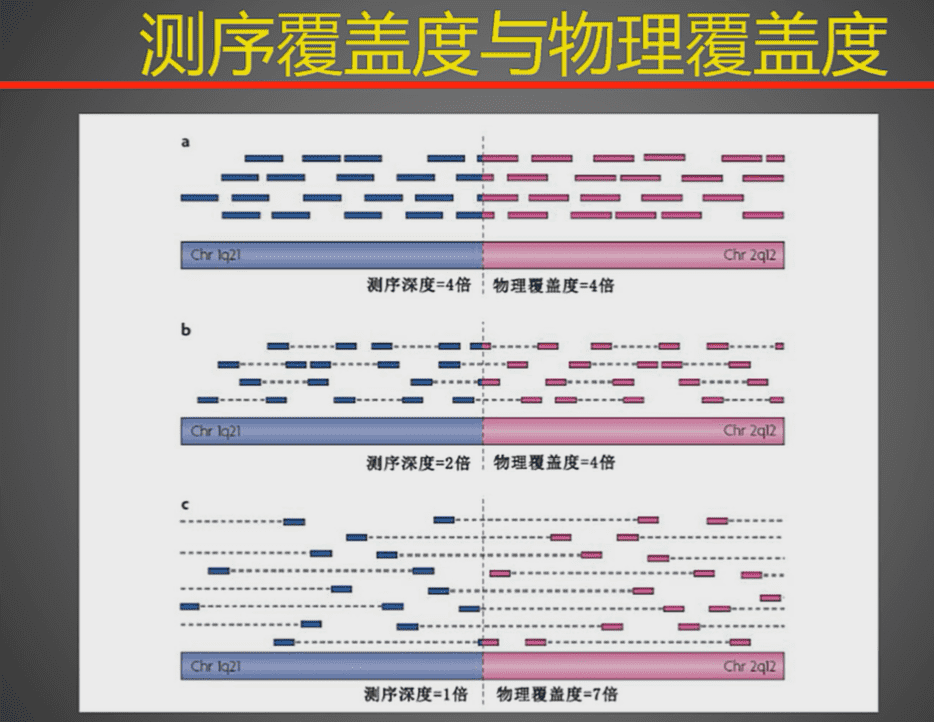 测序覆盖度与物理覆盖度
a
Chr 1q21 Chr 2q12
测序深度=4倍 物理覆盖度=4倍
b
Chr 1q21 Chr 2q12
测序深度=2倍 物理覆盖度=4倍
c
Chr 1q21 Chr 2q12
测序深度=1倍 物理覆盖度=7倍